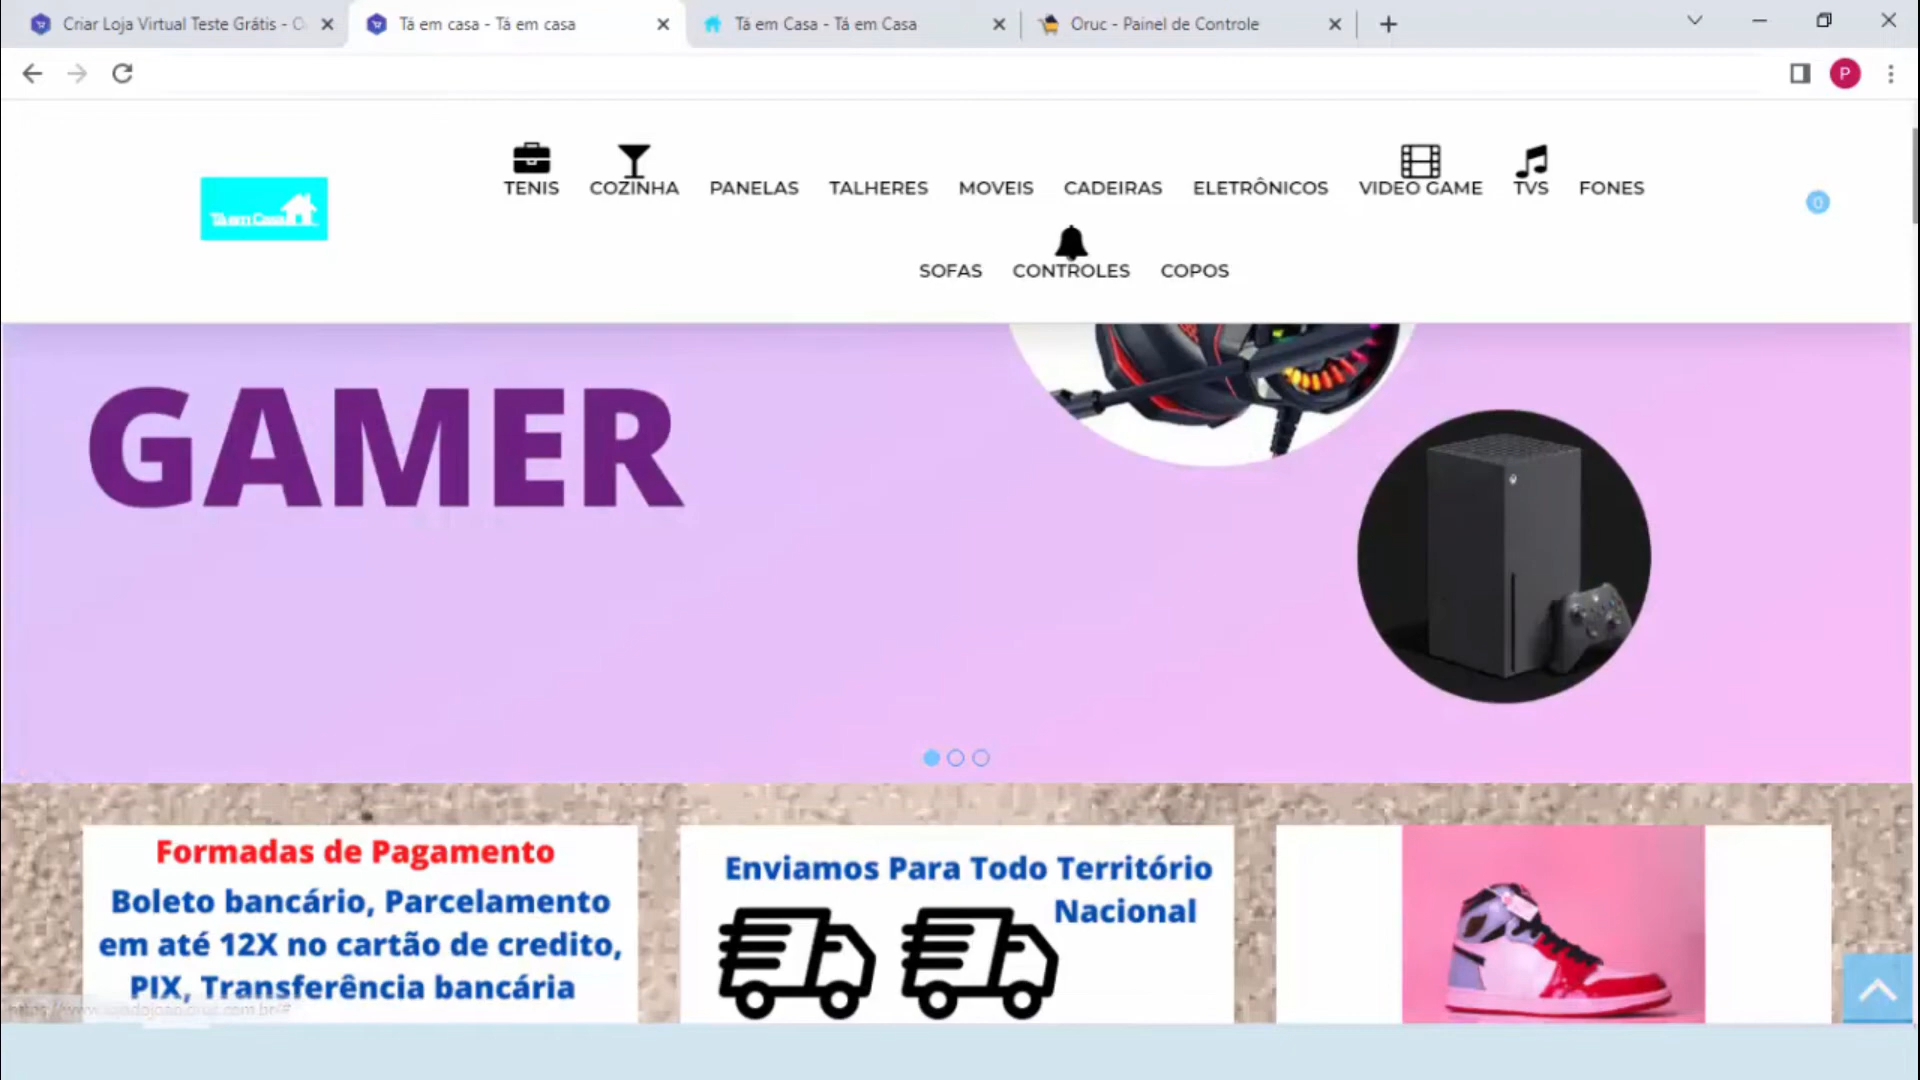 Criar Loja Virtual Teste Grátis - O
Tá em casa - Tá em casa
Tá em Casa - Tá em Casa
Oruc - Painel de Controle
P
TENIS
COZINHA
PANELAS
TALHERES
MOVEIS
CADEIRAS
ELETRÔNICOS
VIDEO GAME
TVS
FONES
Tá em Casa
0
SOFAS
CONTROLES
COPOS
GAMER
Formadas de Pagamento
Boleto bancário, Parcelamento
em até 12X no cartão de credito,
PIX, Transferência bancária
Enviamos Para Todo Território
Nacional